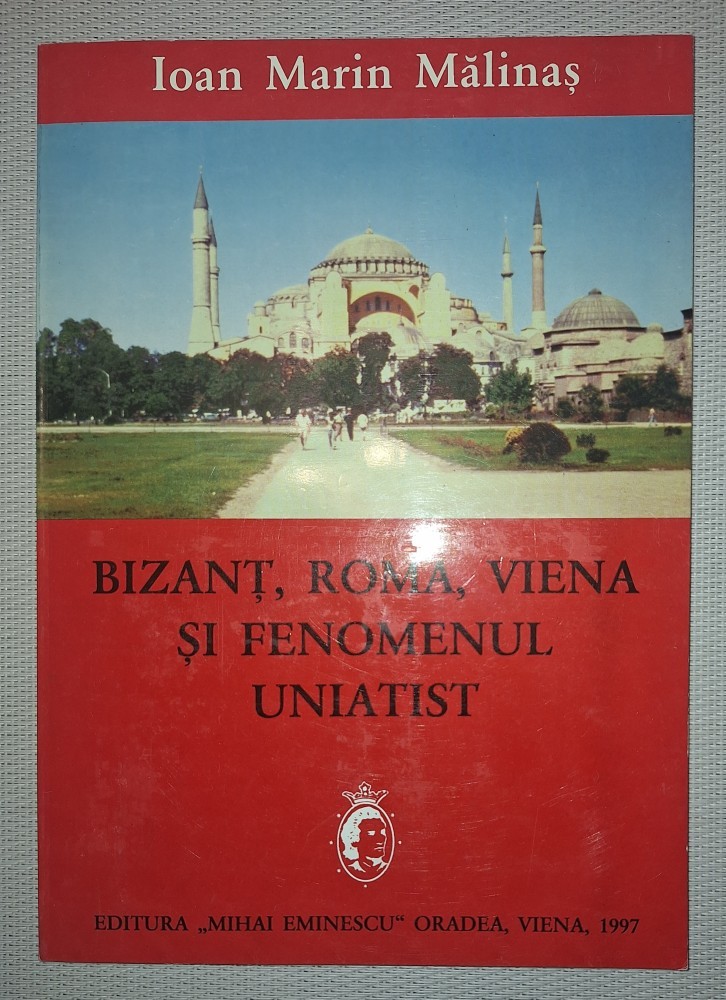 Ioan Marin Mălinaș
BIZANȚ, ROMA, VIENA
ȘI FENOMENUL
UNIATIST
EDITURA „MIHAI EMINESCU“ ORADEA, VIENA, 1997